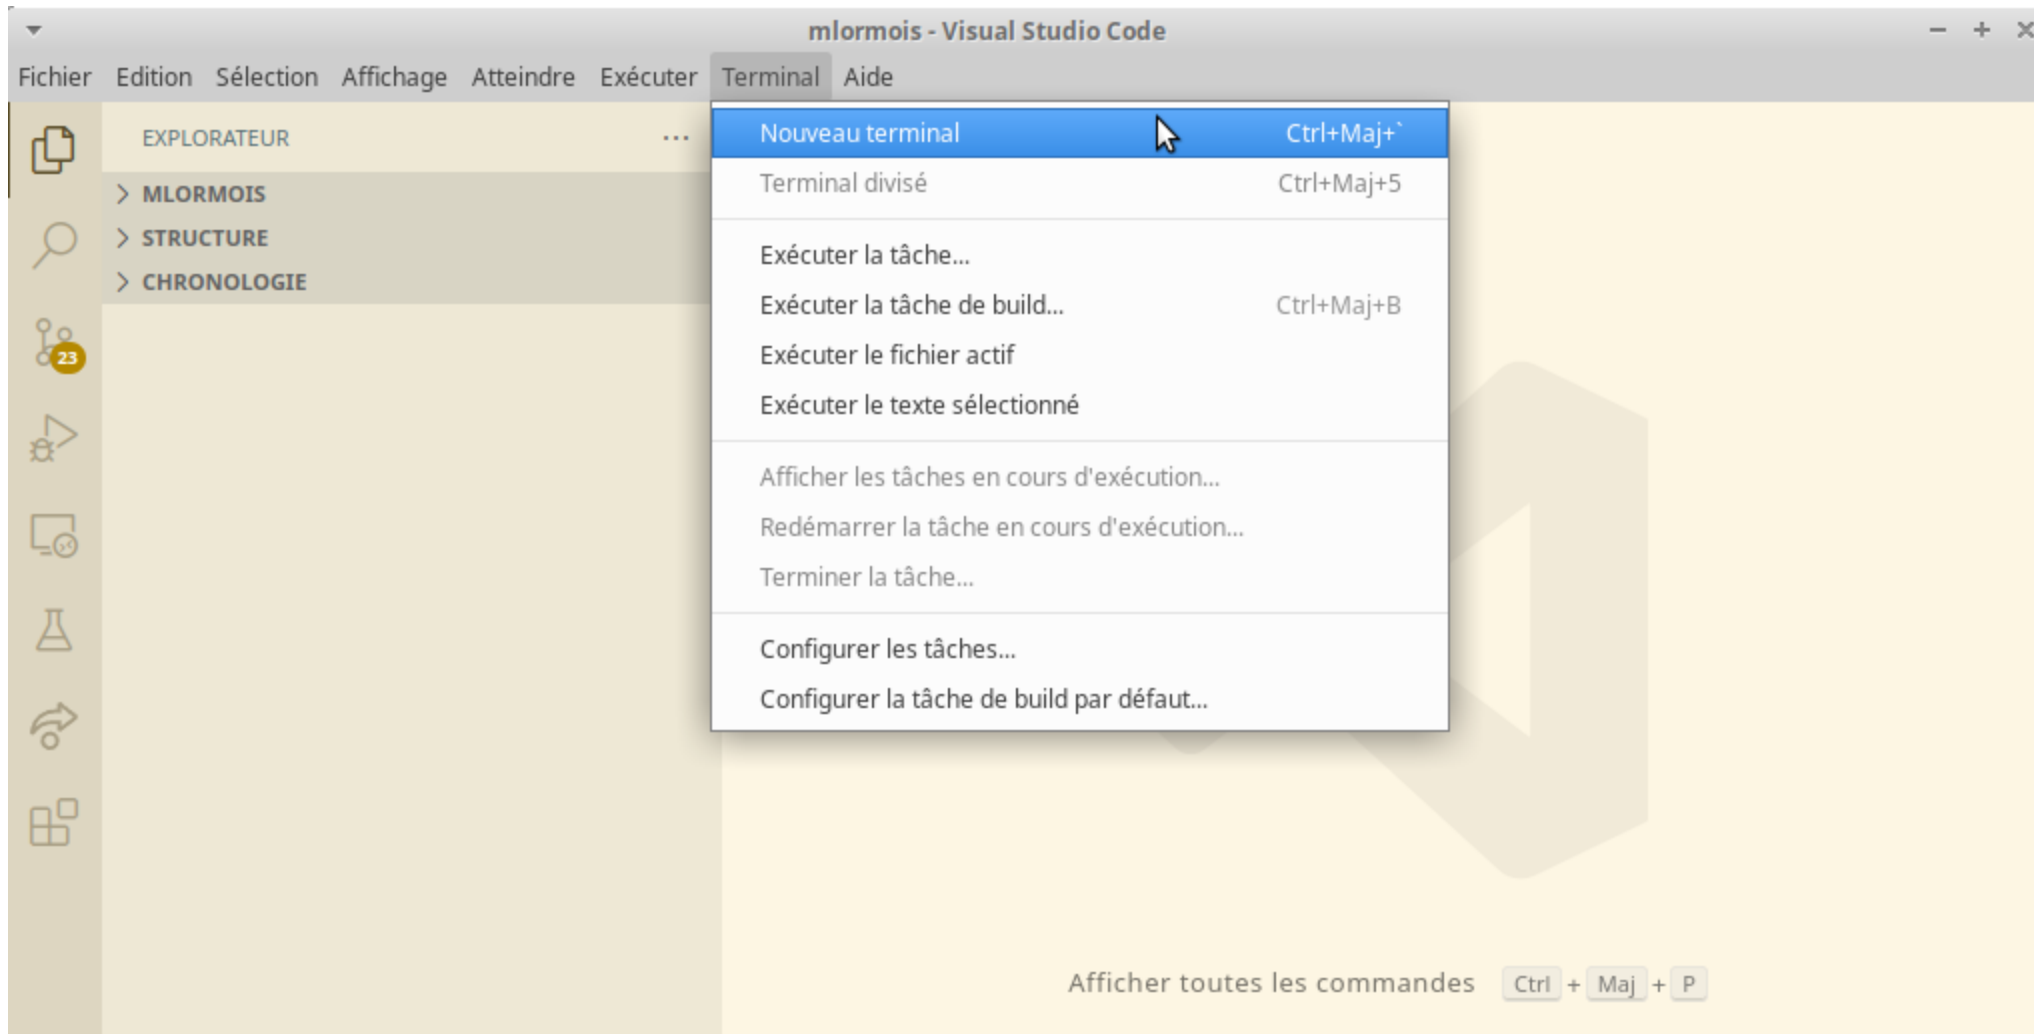 mlormois - Visual Studio Code
Fichier Edition Sélection Affichage Atteindre Exécuter Terminal Aide
EXPLORATEUR
MLORMOIS
STRUCTURE
CHRONOLOGIE
23
Nouveau terminal Ctrl+Maj+`
Terminal divisé Ctrl+Maj+5
Exécuter la tâche...
Exécuter la tâche de build... Ctrl+Maj+B
Exécuter le fichier actif
Exécuter le texte sélectionné
Afficher les tâches en cours d'exécution...
Redémarrer la tâche en cours d'exécution...
Terminer la tâche...
Configurer les tâches...
Configurer la tâche de build par défaut...
Afficher toutes les commandes Ctrl + Maj + P